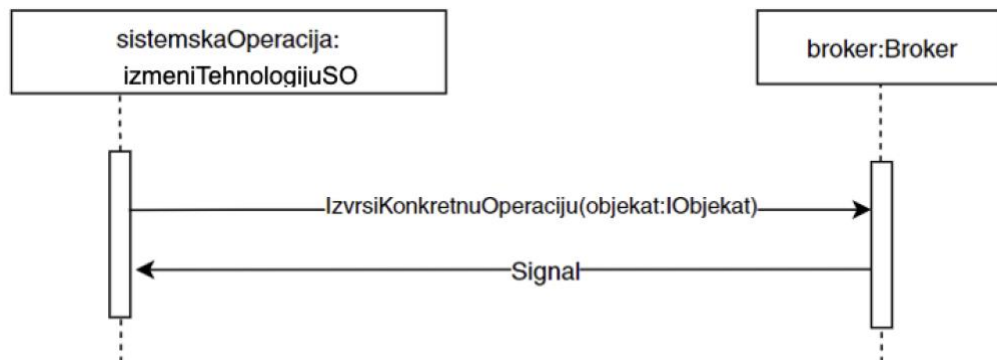 sistemskaOperacija:
izmeniTehnologijuSO
broker:Broker
IzvrsiKonkretnuOperaciju(objekat:IObjekat)
Signal